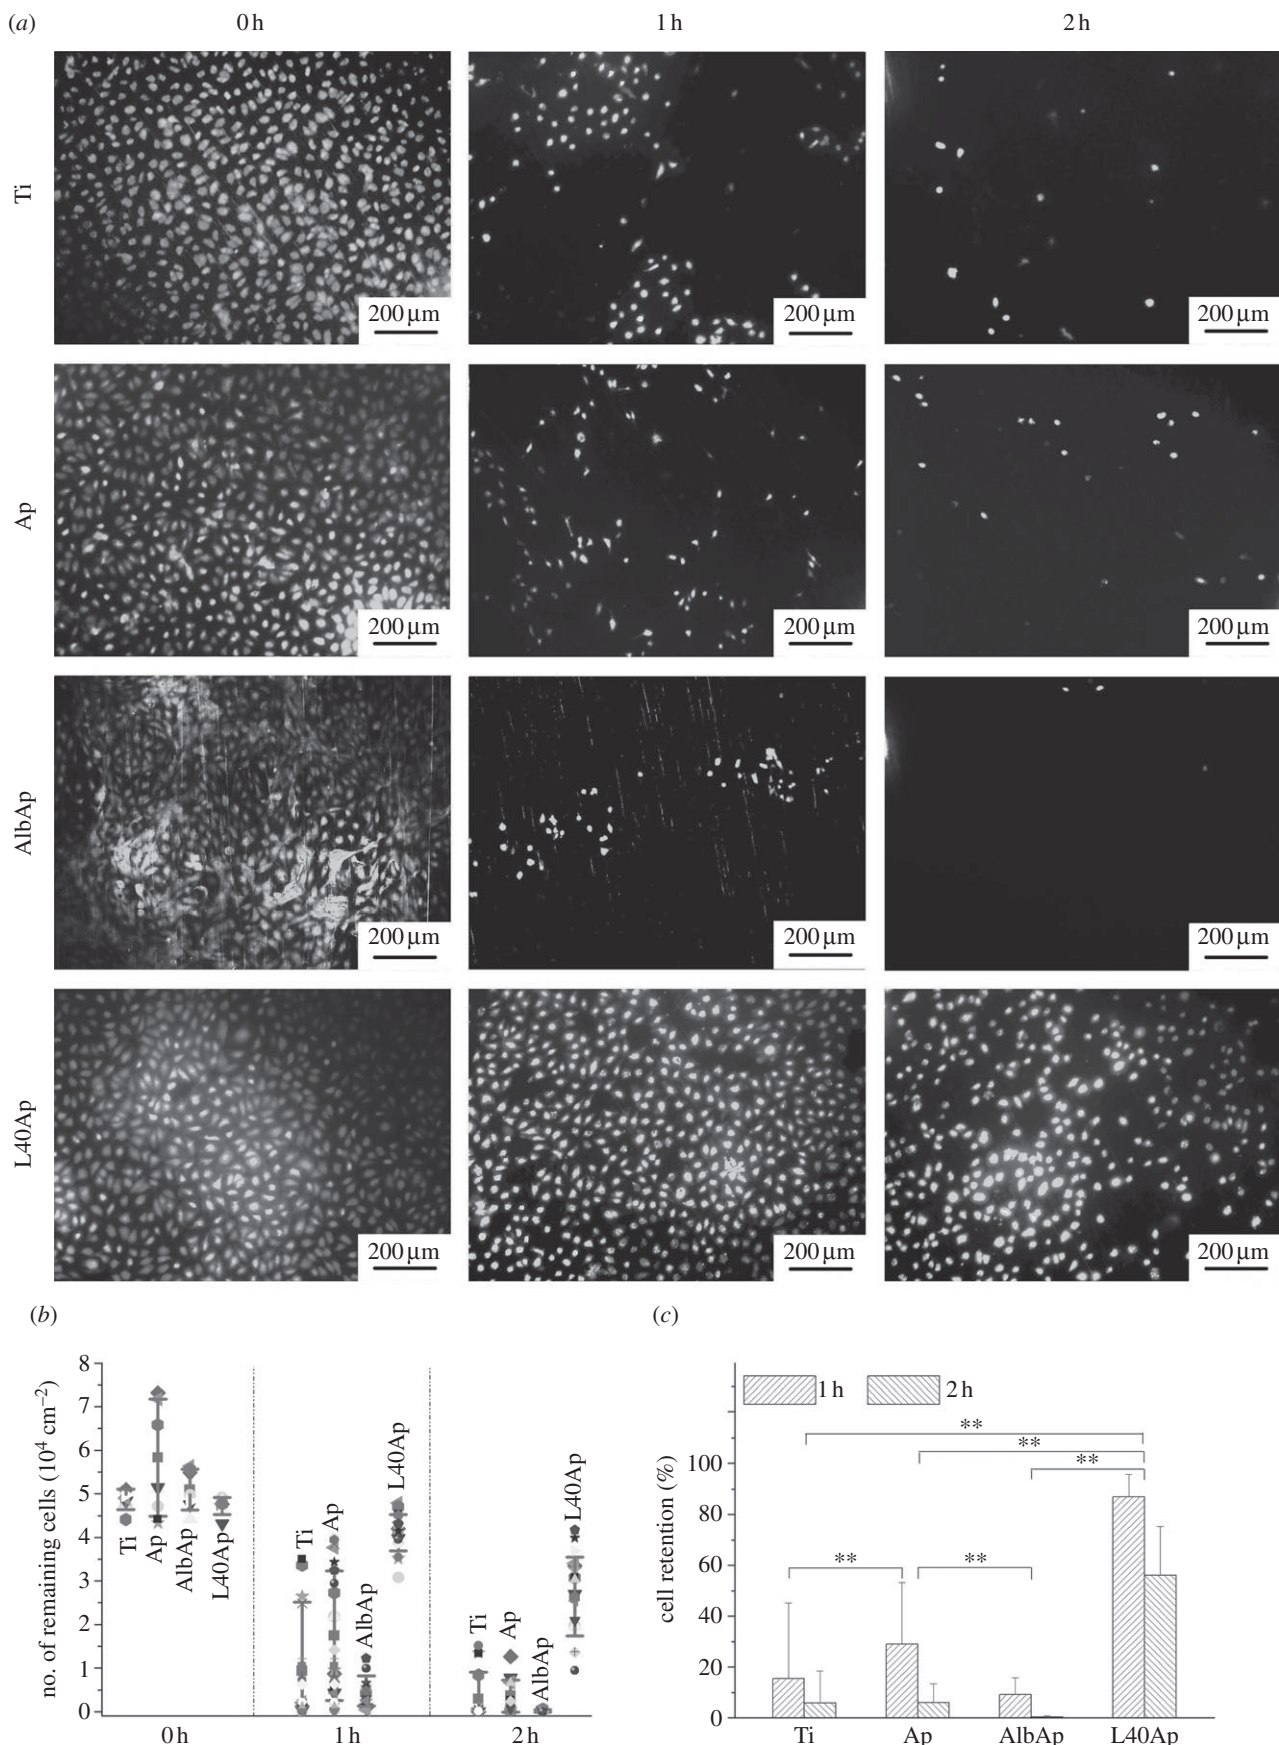 (a)
0 h
1 h
2 h
Ti
200 µm
200 µm
200 µm
Ap
200 µm
200 µm
200 µm
AlbAp
200 µm
200 µm
200 µm
L40Ap
200 µm
200 µm
200 µm
(b)
no. of remaining cells (10⁴ cm⁻²)
8
7
6
5
4
3
2
1
0
Ti
Ap
AlbAp
L40Ap
Ti
Ap
AlbAp
L40Ap
Ti
Ap
AlbAp
L40Ap
0 h
1 h
2 h
(c)
1 h
2 h
cell retention (%)
100
80
60
40
20
0
**
**
**
**
**
Ti
Ap
AlbAp
L40Ap